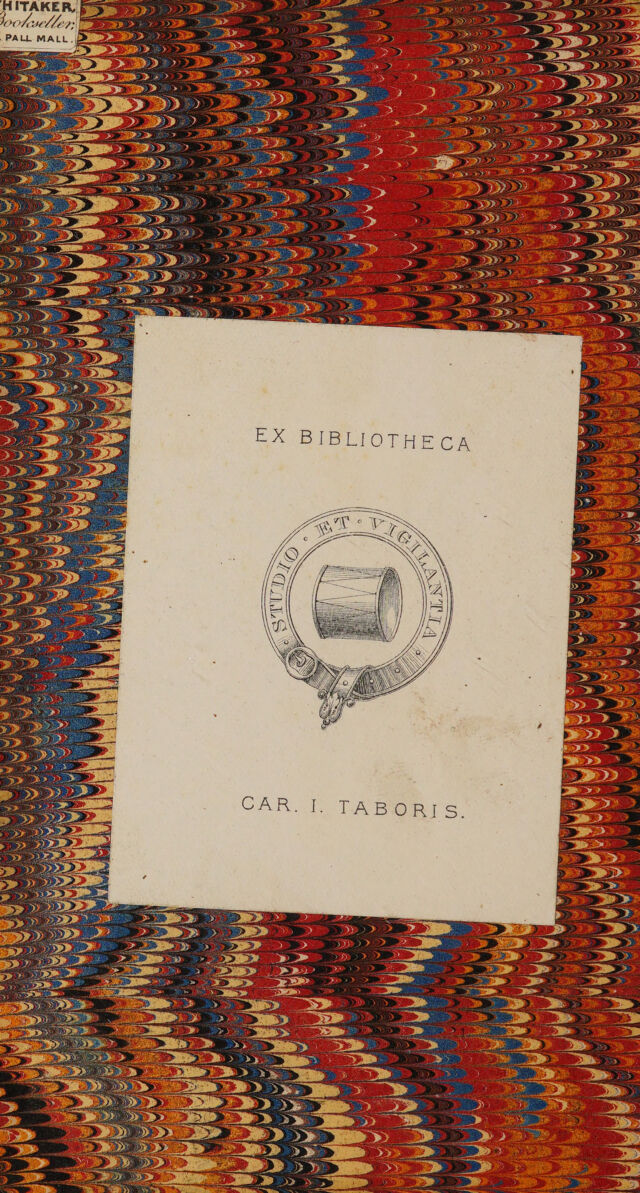 HITAKER,
Bookseller,
PALL MALL.
EX BIBLIOTHECA
STUDIO · ET · VIGILANTIA ·
CAR. I. TABORIS.